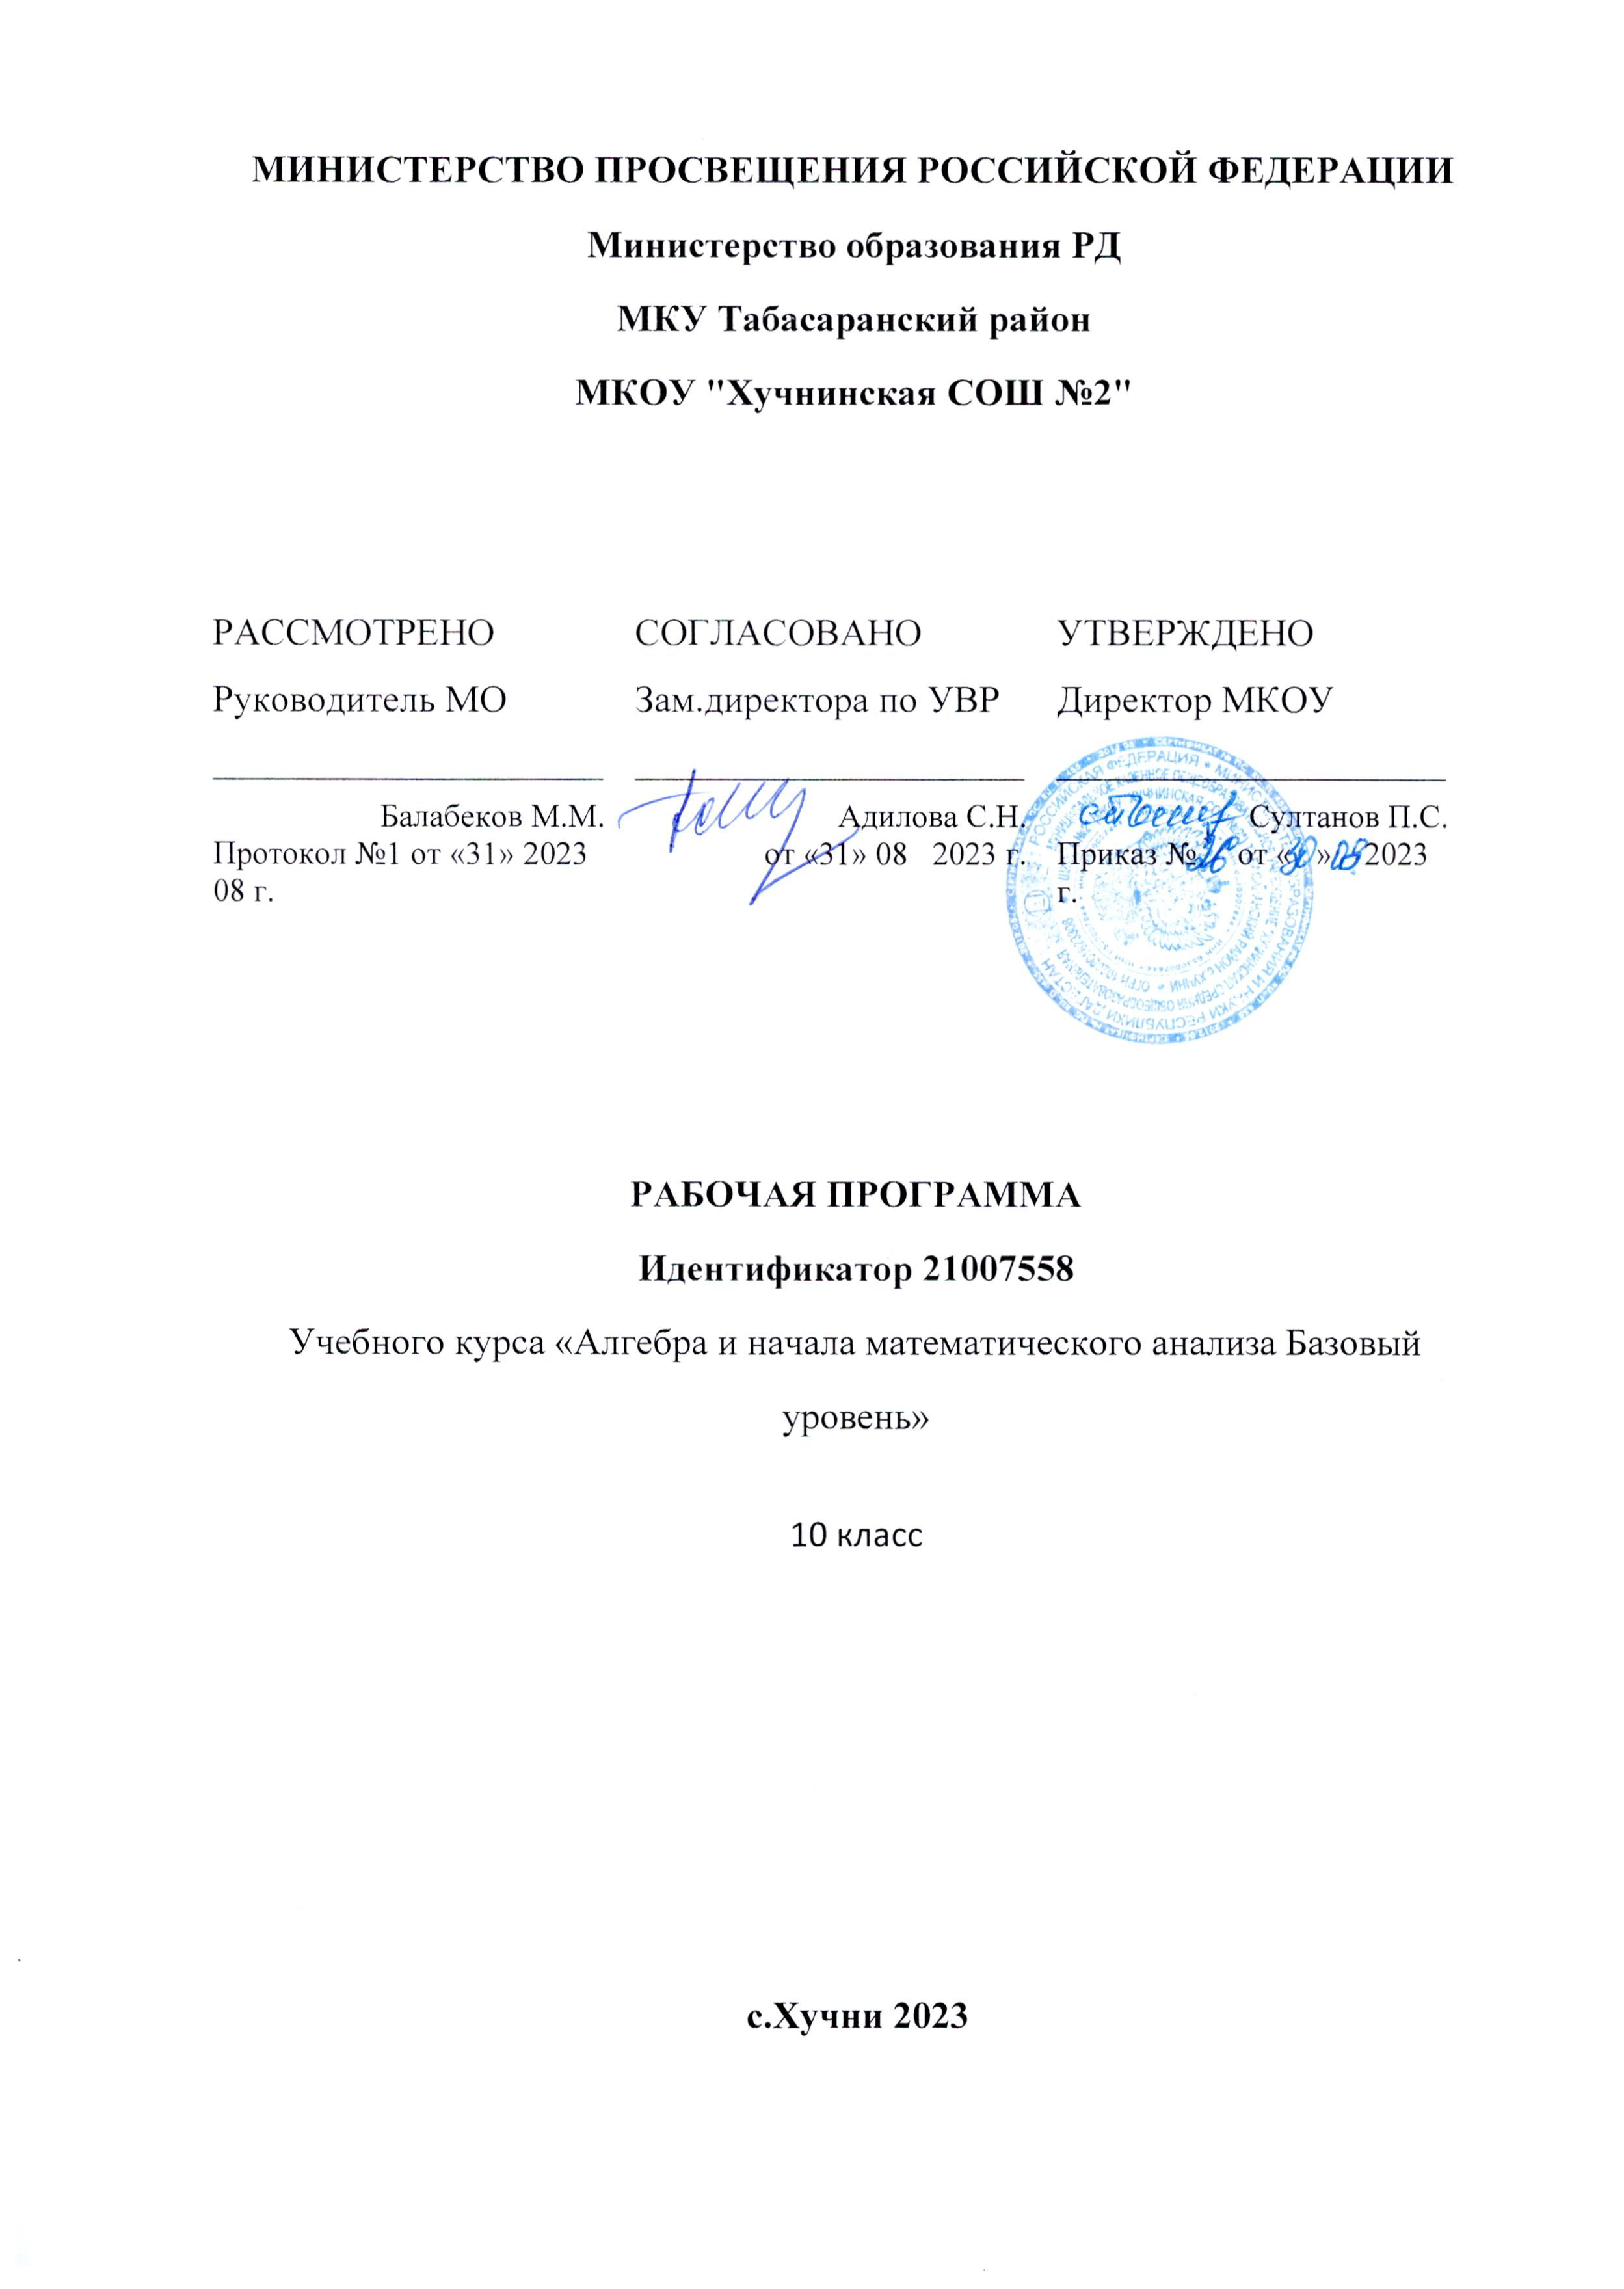 МИНИСТЕРСТВО ПРОСВЕЩЕНИЯ РОССИЙСКОЙ ФЕДЕРАЦИИ
Министерство образования РД
МКУ Табасаранский район
МКОУ "Хучнинская СОШ №2"
РАССМОТРЕНО
Руководитель МО
Балабеков М.М.
Протокол №1 от «31» 2023
08 г.
СОГЛАСОВАНО
Зам.директора по УВР
Адилова С.Н.
от «31» 08 2023 г.
УТВЕРЖДЕНО
Директор МКОУ
Султанов П.С.
Приказ № от «30» 2023
г.
РОССИЙСКАЯ ФЕДЕРАЦИЯ
РАБОЧАЯ ПРОГРАММА
Идентификатор 21007558
Учебного курса «Алгебра и начала математического анализа Базовый
уровень»
10 класс
с.Хучни 2023